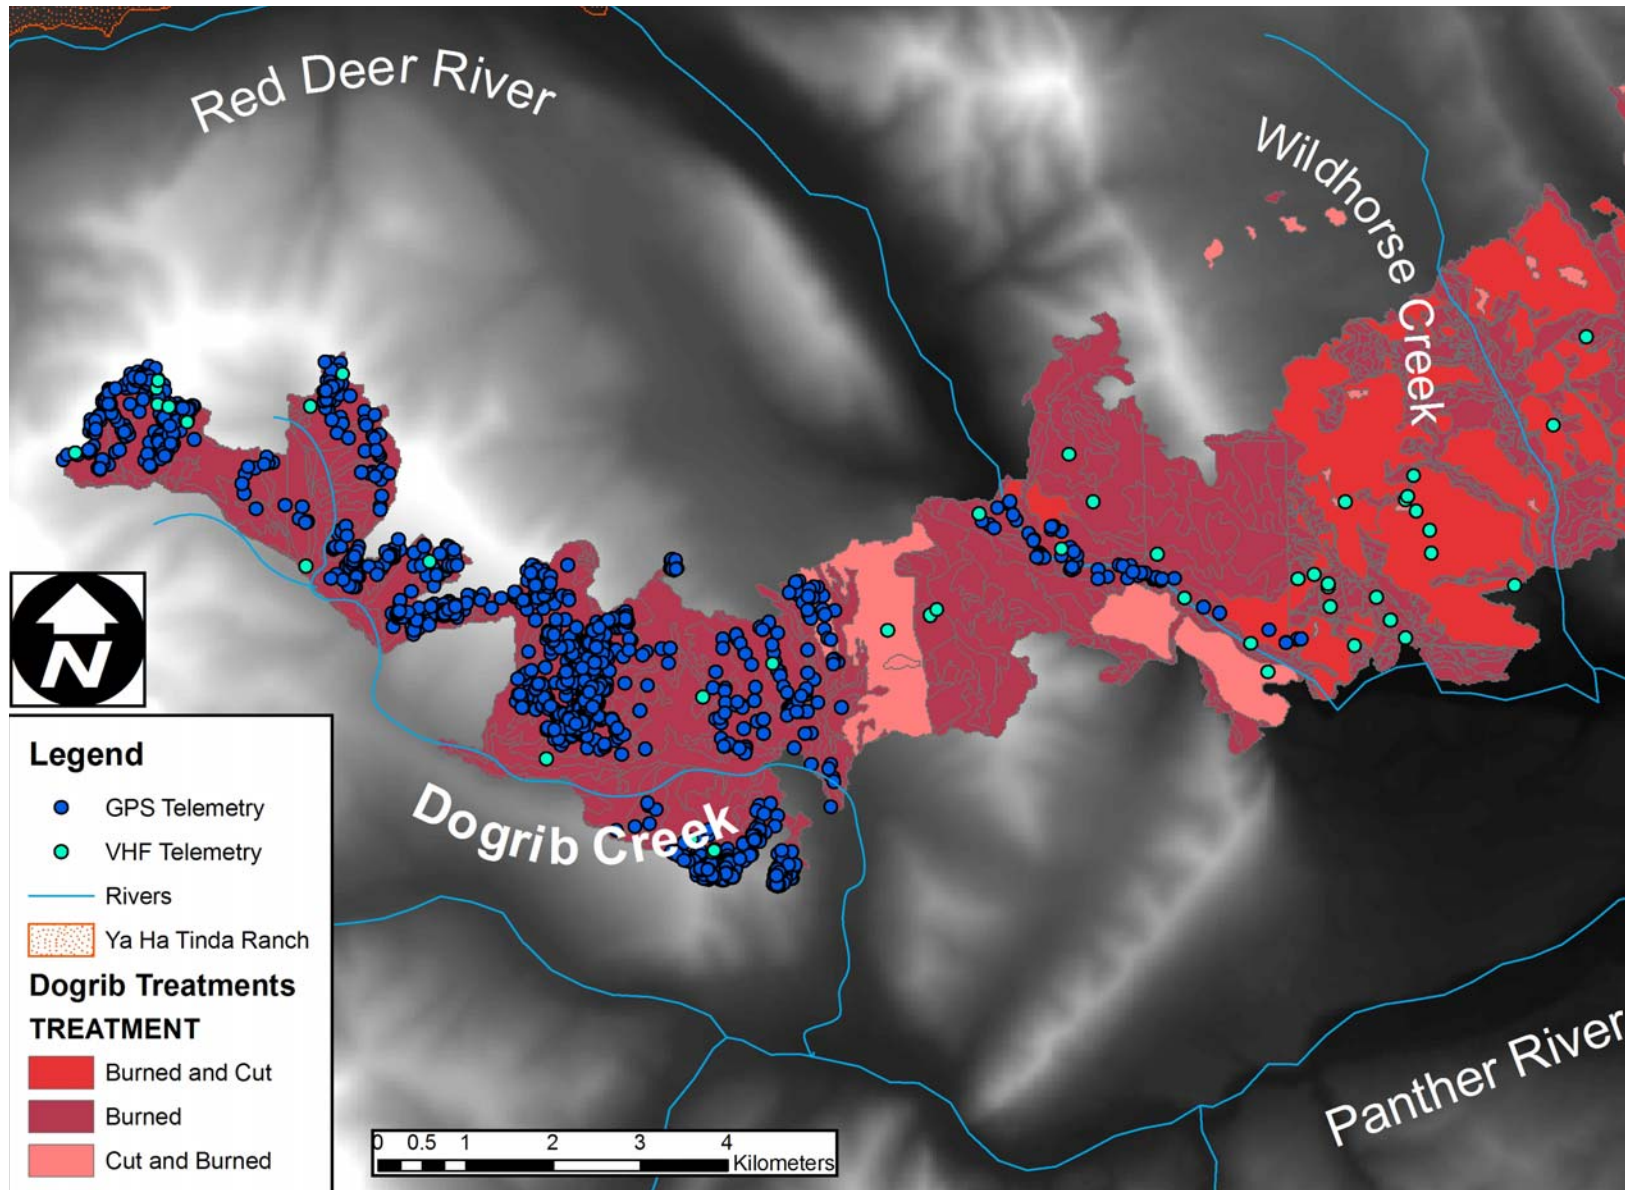 Red Deer River
Wildhorse Creek
N
Dogrib Creek
Panther River
Legend
GPS Telemetry
VHF Telemetry
Rivers
Ya Ha Tinda Ranch
Dogrib Treatments
TREATMENT
Burned and Cut
Burned
Cut and Burned
0 0.5 1 2 3 4
Kilometers